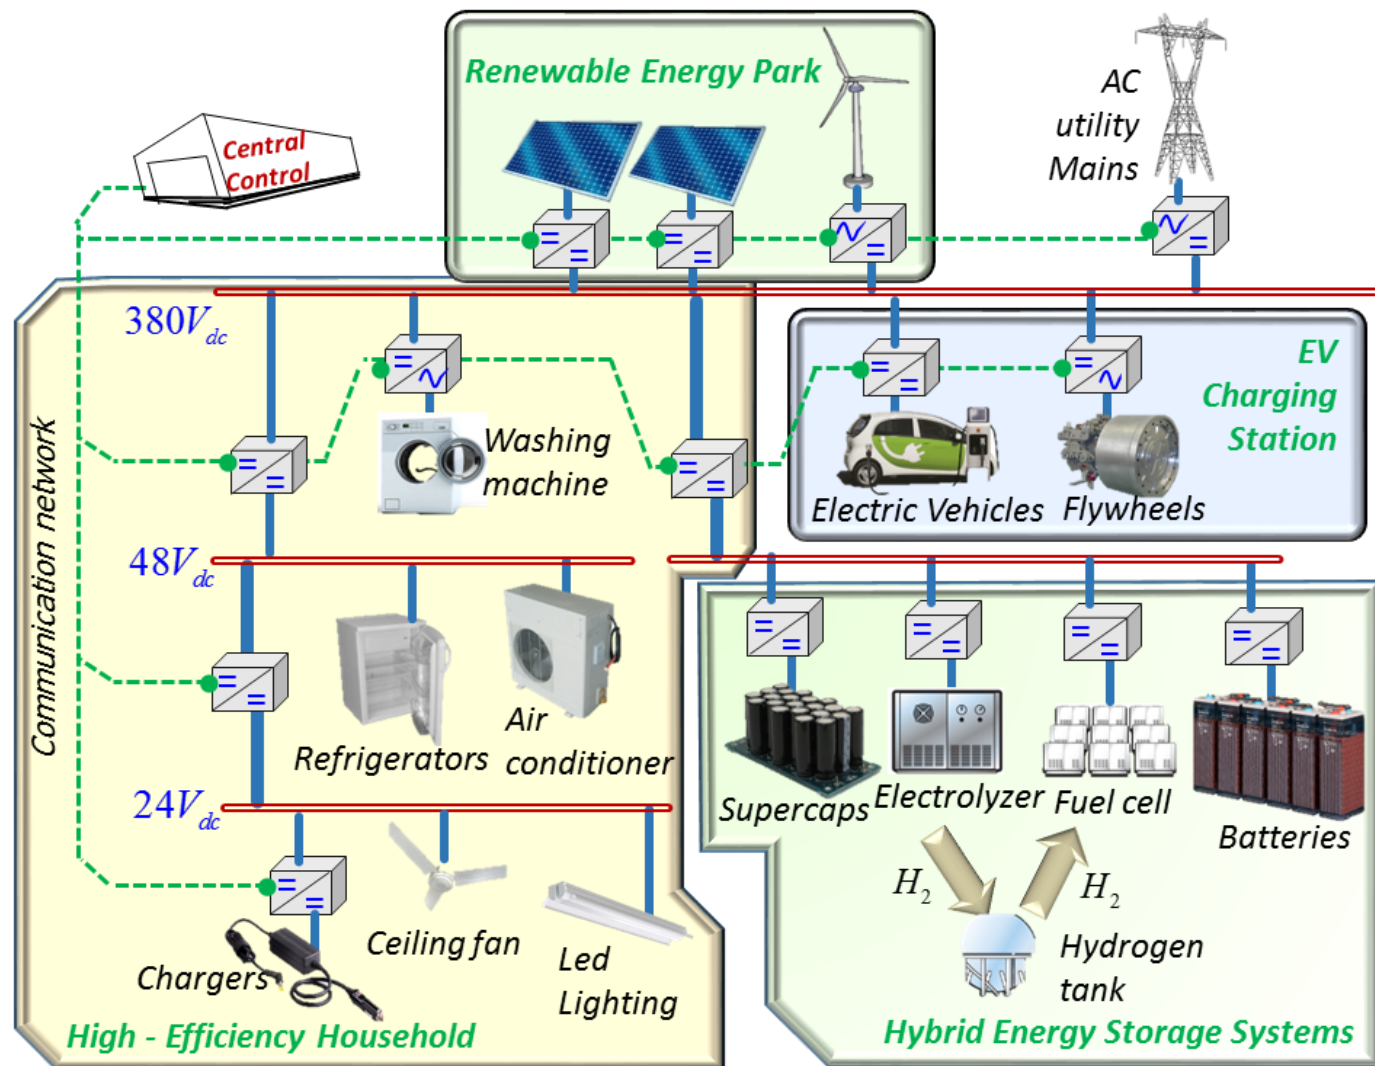 Renewable Energy Park
AC
utility
Mains
Central
Control
380V_dc
EV
Charging
Station
Washing
machine
Electric Vehicles
Flywheels
Communication network
48V_dc
Refrigerators
Air
conditioner
24V_dc
Supercaps
Electrolyzer
Fuel cell
Batteries
H_2
H_2
Ceiling fan
Led
Lighting
Chargers
Hydrogen
tank
High - Efficiency Household
Hybrid Energy Storage Systems